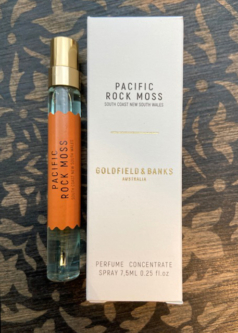 PACIFIC
ROCK MOSS
SOUTH COAST NEW SOUTH WALES
GOLDFIELD & BANKS
AUSTRALIA
PERFUME CONCENTRATE
SPRAY 7.5ML 0.25 fl.oz
PACIFIC
ROCK MOSS